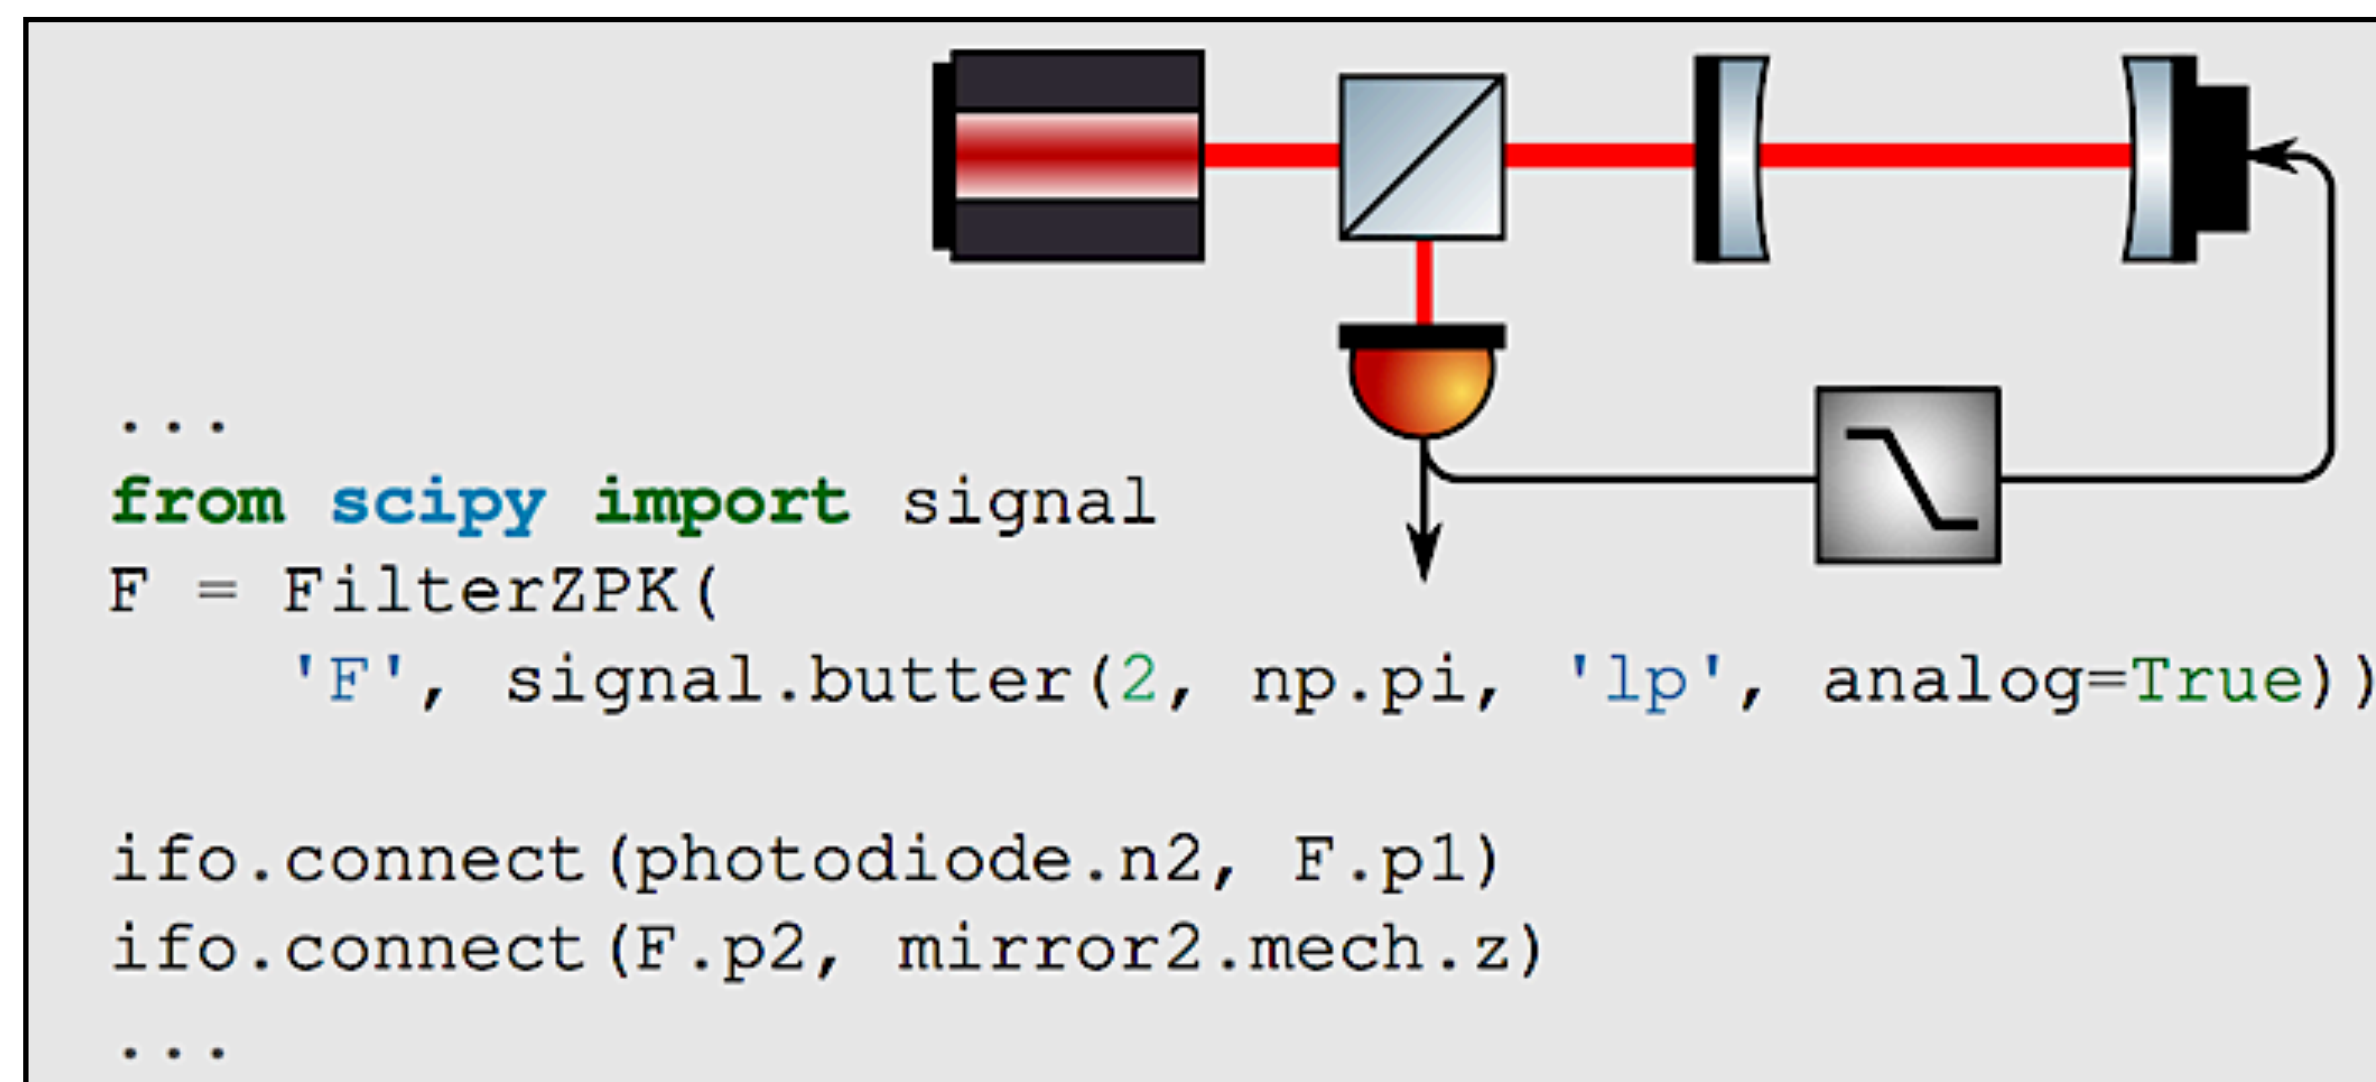 ...
from scipy import signal
F = FilterZPK(
    'F', signal.butter(2, np.pi, 'lp', analog=True))
ifo.connect(photodiode.n2, F.p1)
ifo.connect(F.p2, mirror2.mech.z)
...